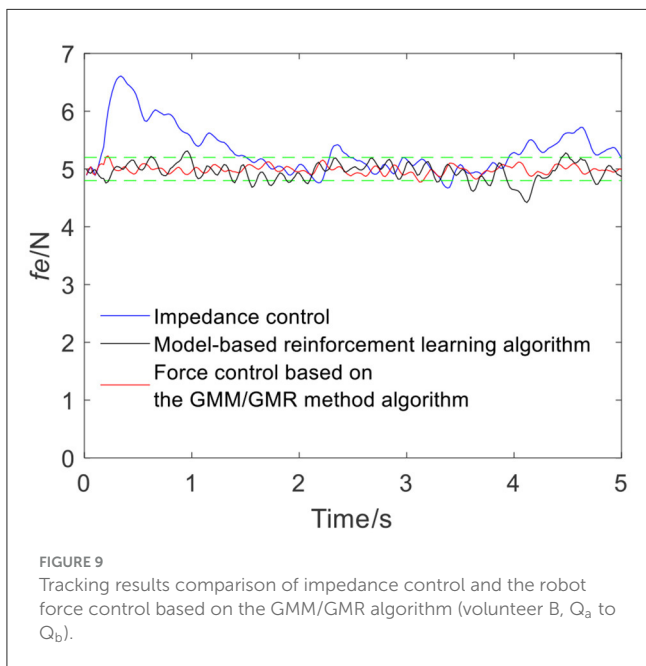 7
6
5
4
3
2
1
0
fe/N
Impedance control
Model-based reinforcement learning algorithm
Force control based on
the GMM/GMR method algorithm
0 1 2 3 4 5
Time/s
FIGURE 9
Tracking results comparison of impedance control and the robot
force control based on the GMM/GMR algorithm (volunteer B, Qa to
Qb).